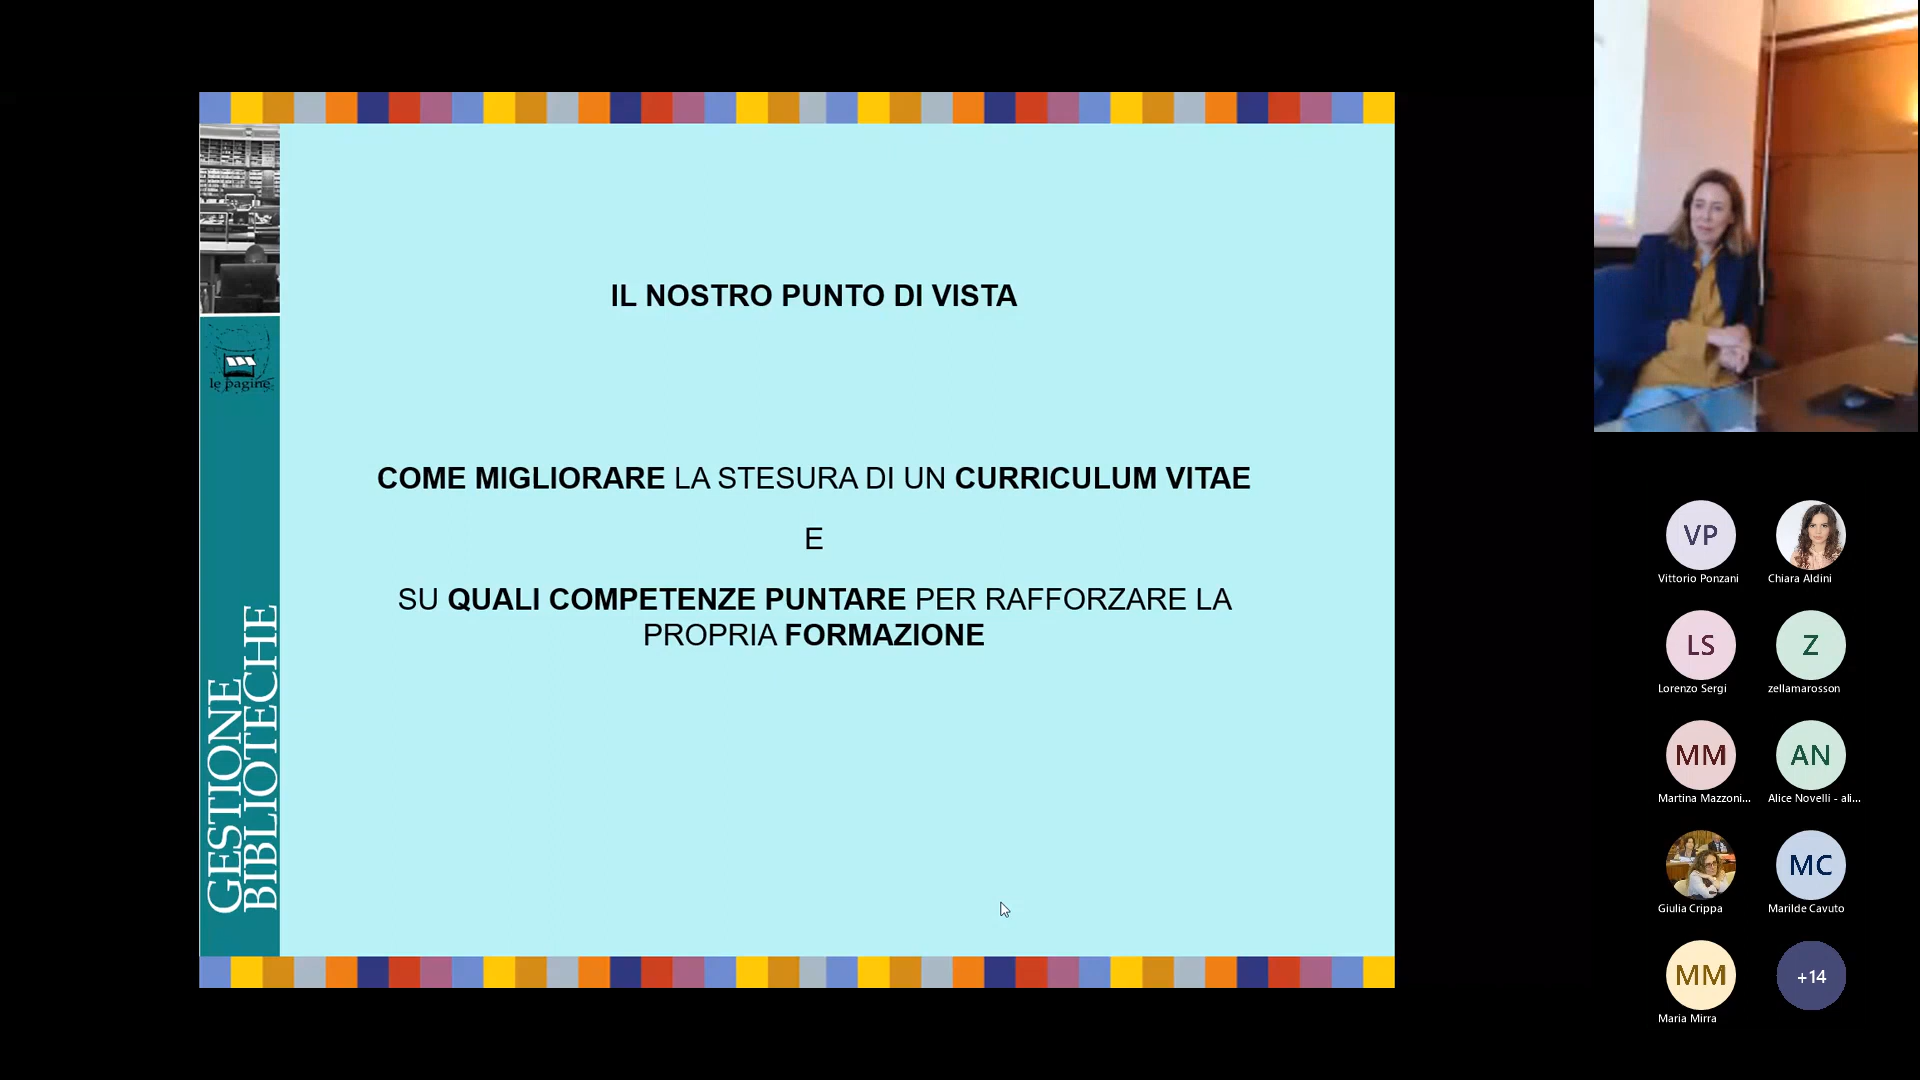 IL NOSTRO PUNTO DI VISTA
COME MIGLIORARE LA STESURA DI UN CURRICULUM VITAE
E
SU QUALI COMPETENZE PUNTARE PER RAFFORZARE LA
PROPRIA FORMAZIONE
le pagine
GESTIONE
BIBLIOTECHE
VP
Vittorio Ponzani
Chiara Aldini
LS
Lorenzo Sergi
Z
zellamarosson
MM
Martina Mazzoni...
AN
Alice Novelli - ali...
Giulia Crippa
MC
Marilde Cavuto
MM
Maria Mirra
+14